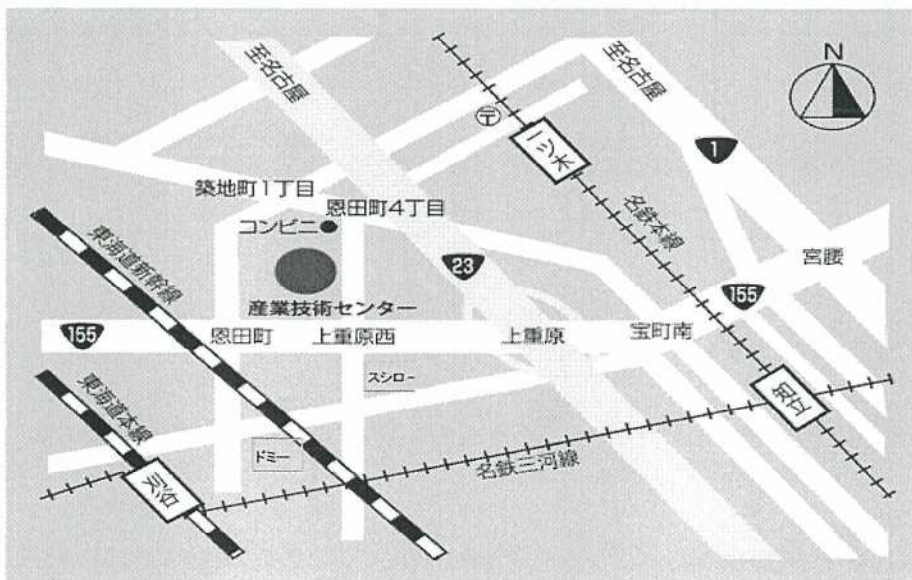 至名古屋
至名古屋
N
〒
一ツ木
1
築地町1丁目
恩田町4丁目
コンビニ
名鉄本線
東海道新幹線
23
宮腰
産業技術センター
155
155
恩田町
上重原西
上重原
宝町南
スシロー
東海道本線
知立
ドミー
名鉄三河線
刈谷